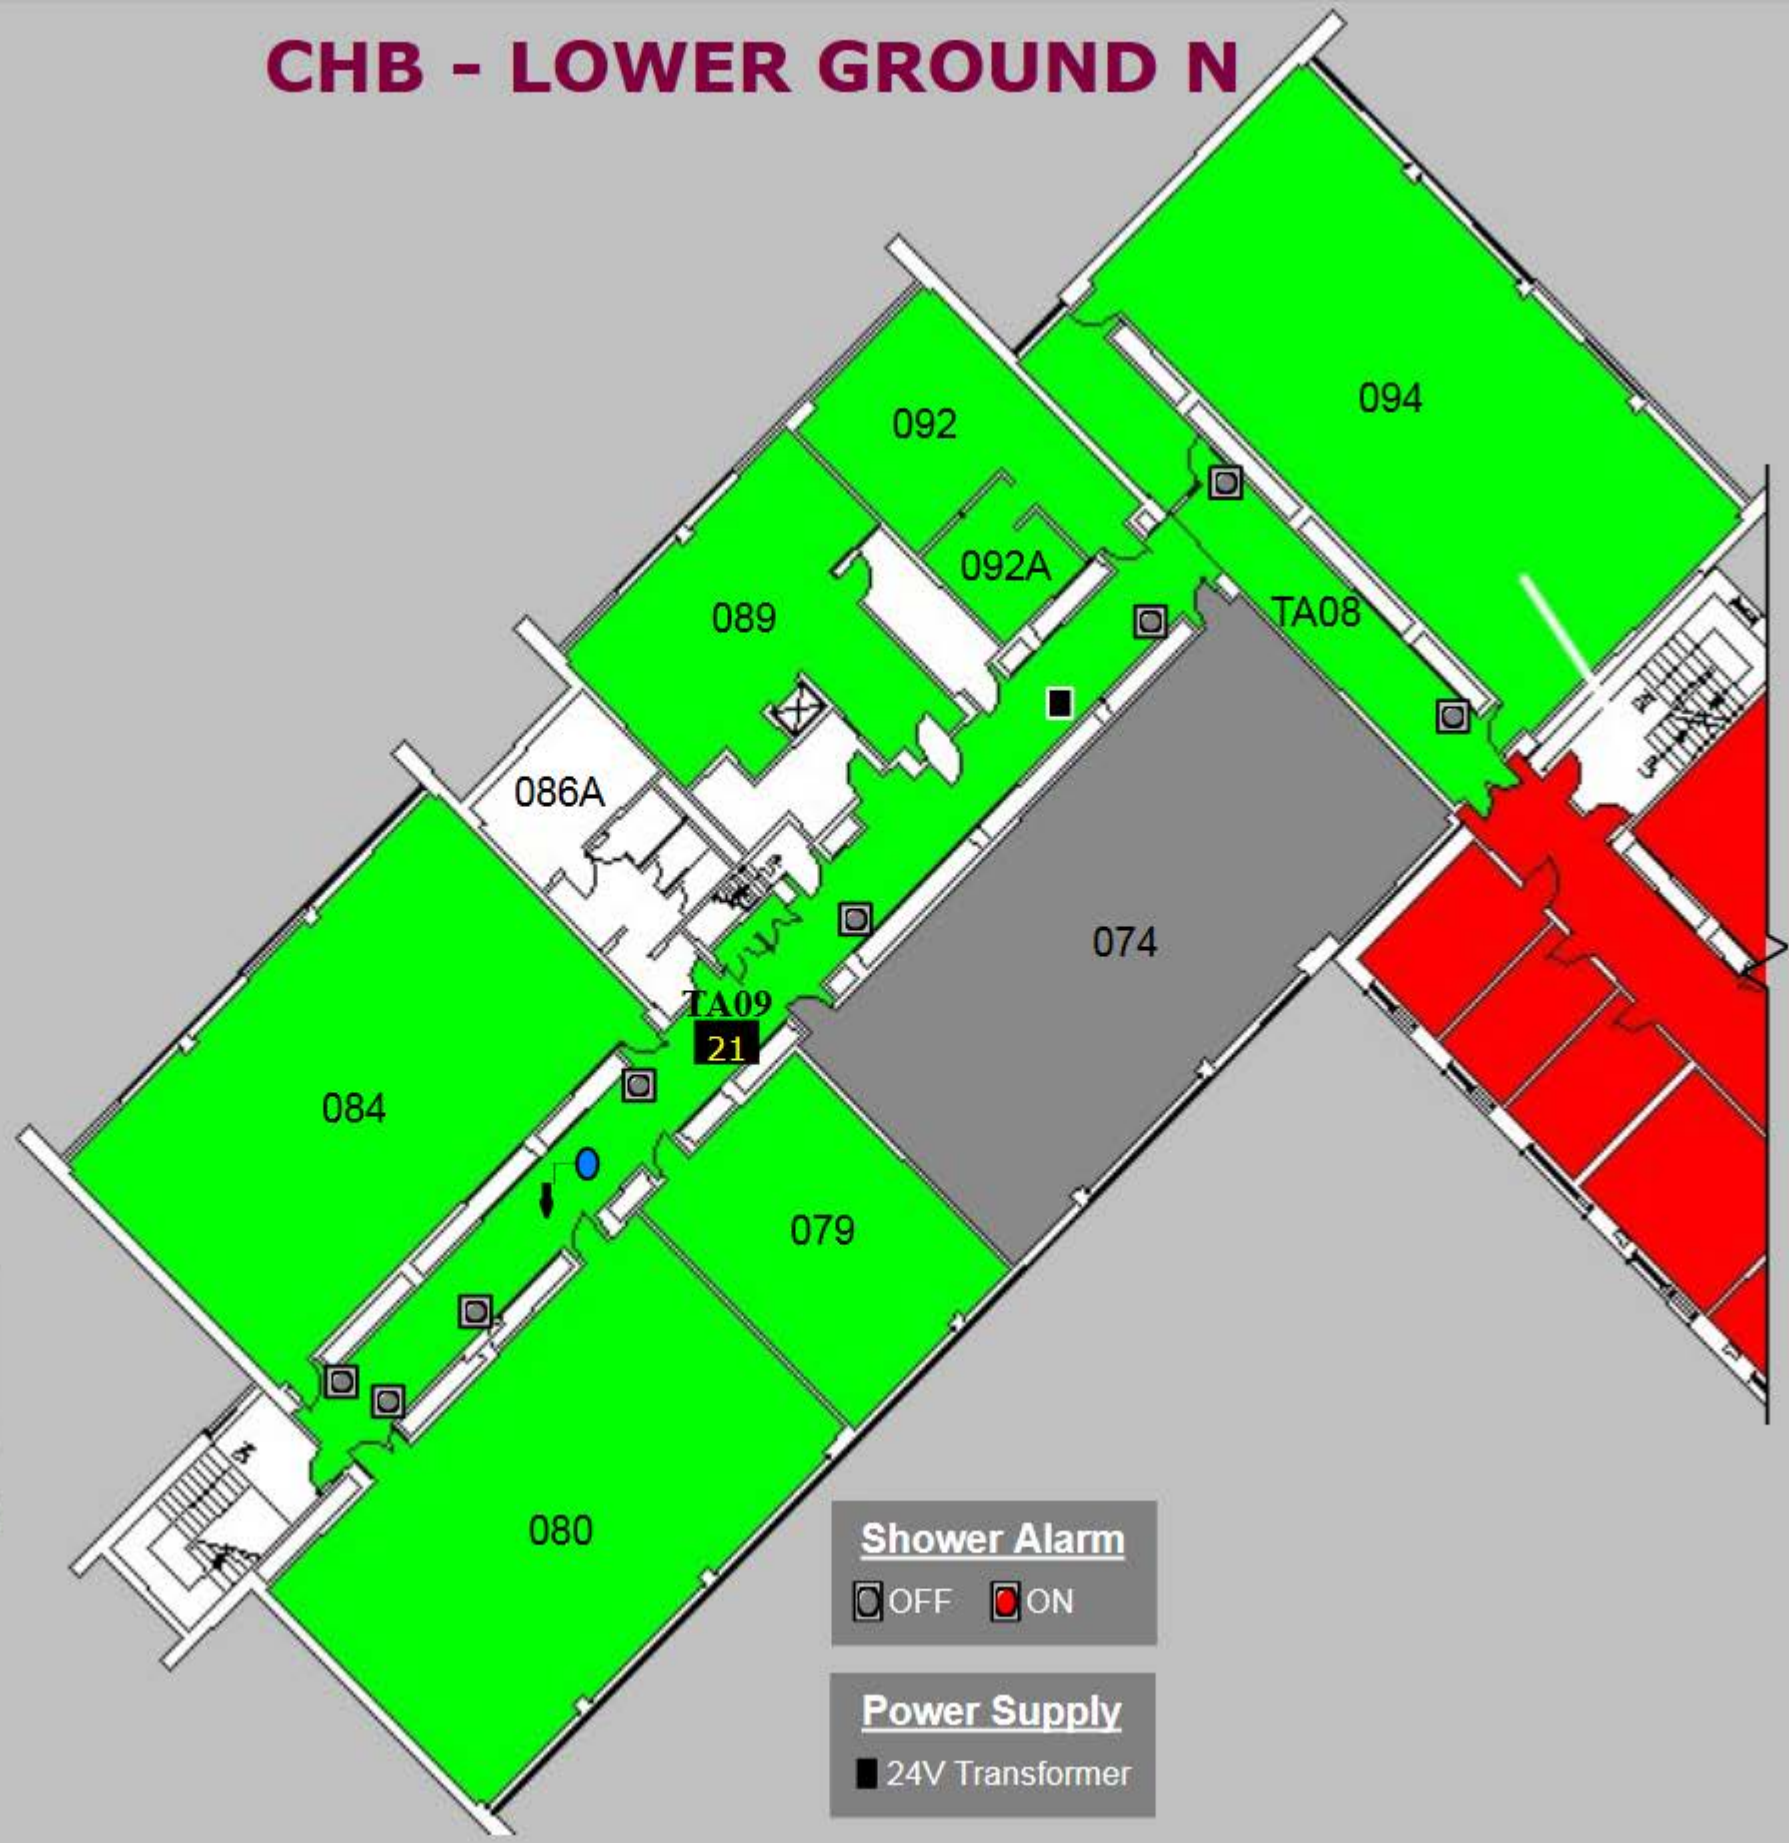 CHB - LOWER GROUND N
094
092
092A
089
TA08
086A
074
TA09
21
084
079
080
Shower Alarm
OFF ON
Power Supply
24V Transformer